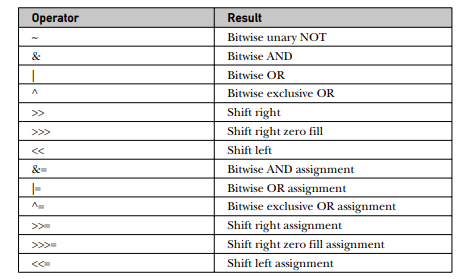 Operator Result
~ Bitwise unary NOT
& Bitwise AND
| Bitwise OR
^ Bitwise exclusive OR
>> Shift right
>>> Shift right zero fill
<< Shift left
&= Bitwise AND assignment
|= Bitwise OR assignment
^= Bitwise exclusive OR assignment
>>= Shift right assignment
>>>= Shift right zero fill assignment
<<= Shift left assignment